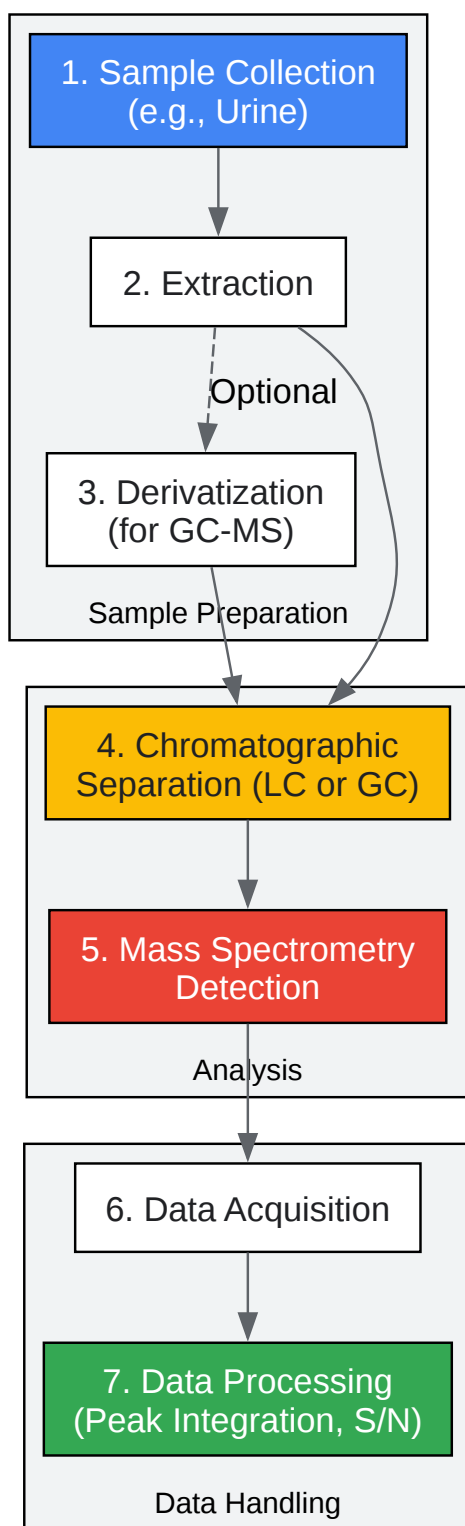 1. Sample Collection
(e.g., Urine)
2. Extraction
Optional
3. Derivatization
(for GC-MS)
Sample Preparation
4. Chromatographic
Separation (LC or GC)
5. Mass Spectrometry
Detection
Analysis
6. Data Acquisition
7. Data Processing
(Peak Integration, S/N)
Data Handling